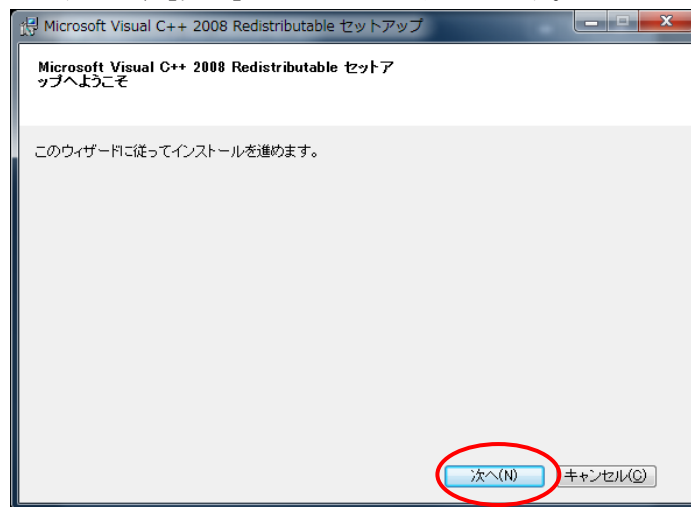 Microsoft Visual C++ 2008 Redistributable セットアップ
Microsoft Visual C++ 2008 Redistributable セットア
ップへようこそ
このウィザードに従ってインストールを進めます。
次へ(N)
キャンセル(C)